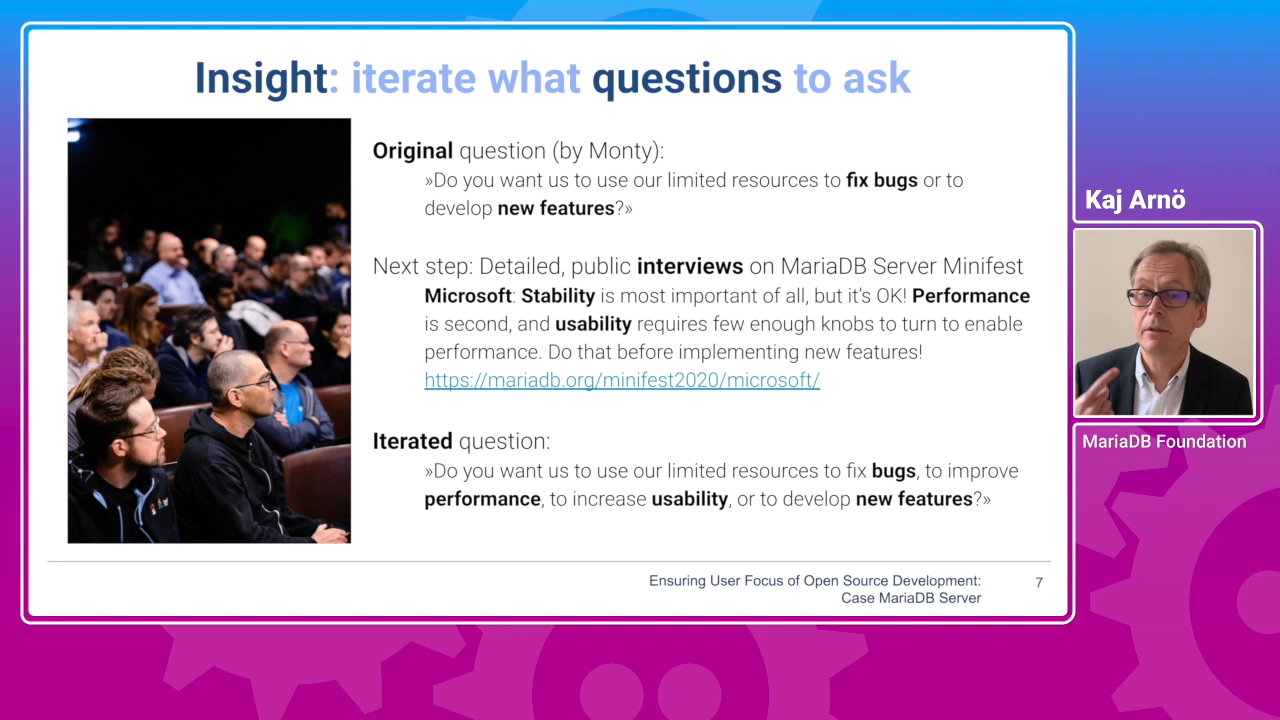 Insight: iterate what questions to ask
Original question (by Monty):
»Do you want us to use our limited resources to fix bugs or to
develop new features?»
Next step: Detailed, public interviews on MariaDB Server Minifest
Microsoft: Stability is most important of all, but it’s OK! Performance
is second, and usability requires few enough knobs to turn to enable
performance. Do that before implementing new features!
https://mariadb.org/minifest2020/microsoft/
Iterated question:
»Do you want us to use our limited resources to fix bugs, to improve
performance, to increase usability, or to develop new features?»
Ensuring User Focus of Open Source Development:
Case MariaDB Server
7
Kaj Arnö
MariaDB Foundation